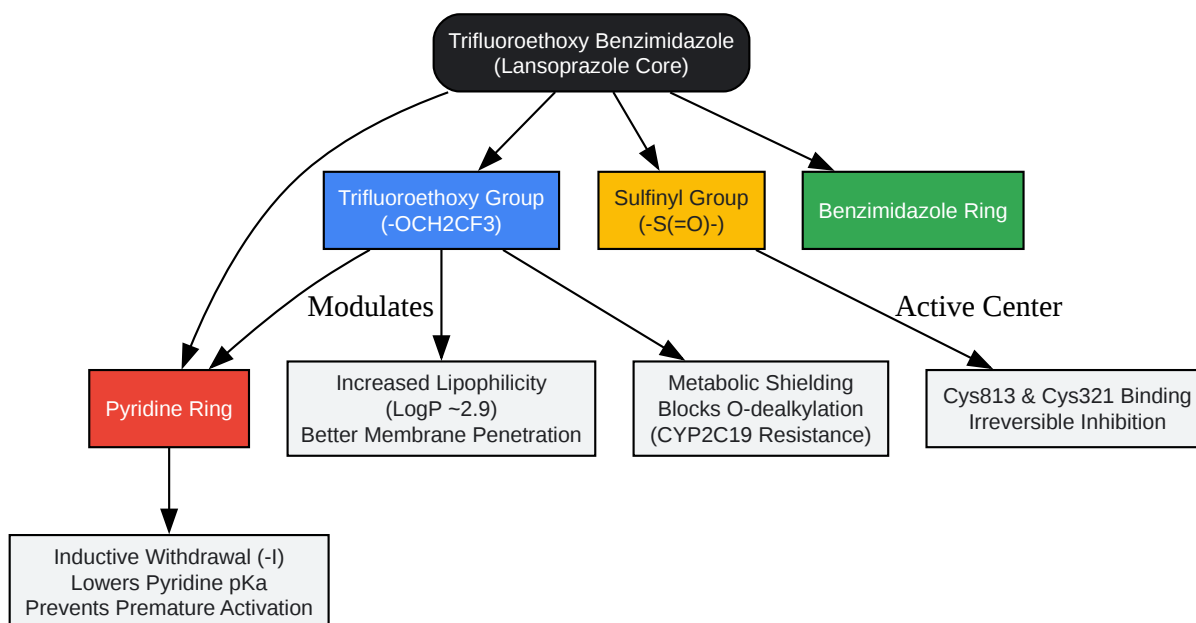 Trifluoroethoxy Benzimidazole
(Lansoprazole Core)
Trifluoroethoxy Group
(-OCH2CF3)
Sulfinyl Group
(-S(=O)-)
Benzimidazole Ring
Modulates
Active Center
Pyridine Ring
Increased Lipophilicity
(LogP ~2.9)
Better Membrane Penetration
Metabolic Shielding
Blocks O-dealkylation
(CYP2C19 Resistance)
Cys813 & Cys321 Binding
Irreversible Inhibition
Inductive Withdrawal (-I)
Lowers Pyridine pKa
Prevents Premature Activation